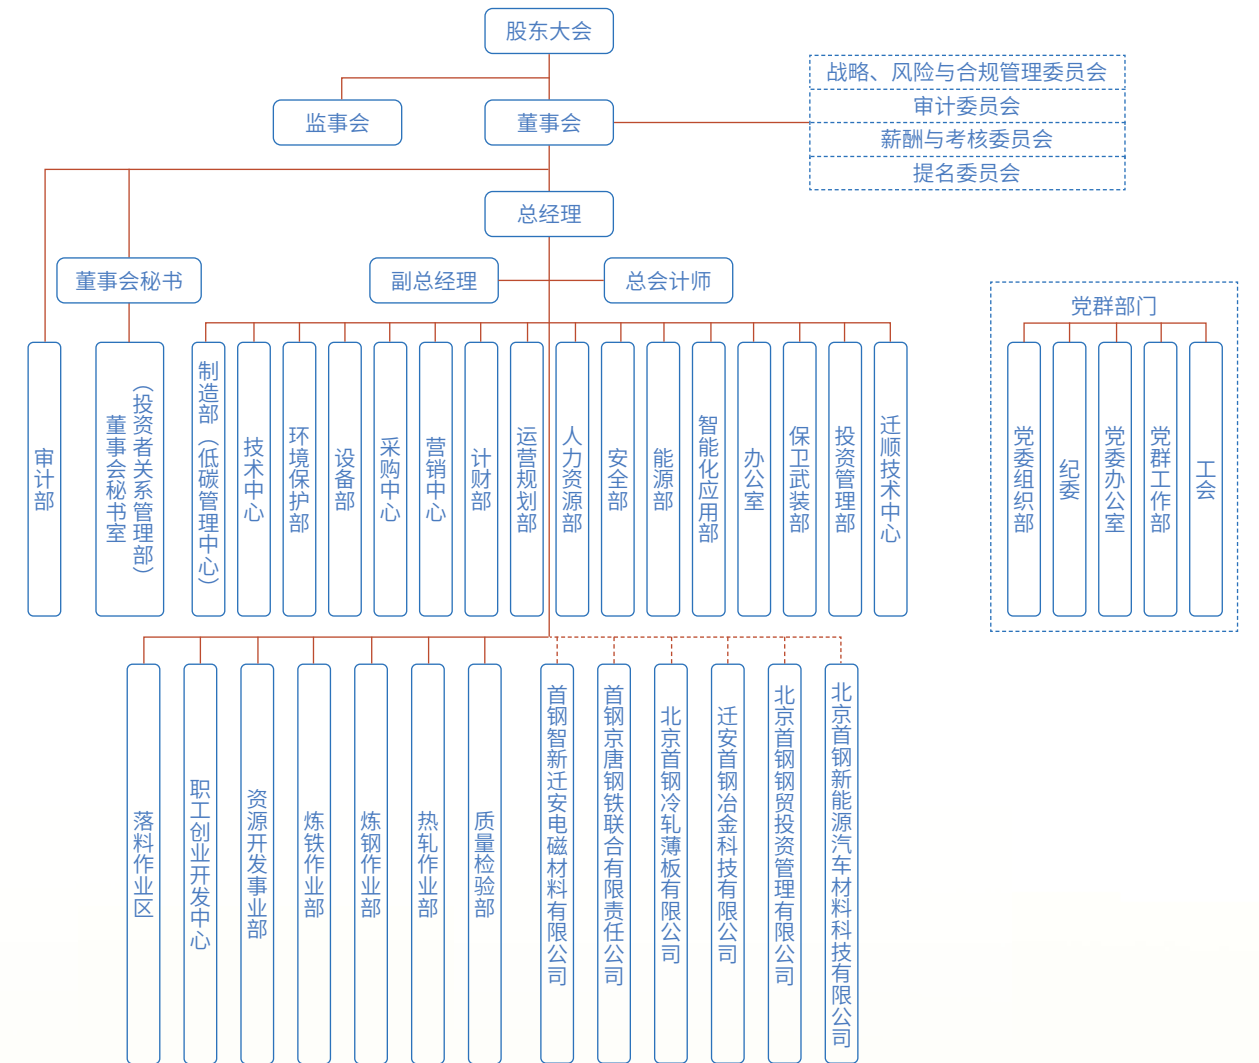 股东大会
监事会
董事会
战略、风险与合规管理委员会
审计委员会
薪酬与考核委员会
提名委员会
总经理
董事会秘书
副总经理
总会计师
党群部门
审计部
董事会秘书室
（投资者关系管理部）
制造部（低碳管理中心）
技术中心
环境保护部
设备部
采购中心
营销中心
计财部
运营规划部
人力资源部
安全部
能源部
智能化应用部
办公室
保卫武装部
投资管理部
迁顺技术中心
党委组织部
纪委
党委办公室
党群工作部
工会
落料作业区
职工创业开发中心
资源开发事业部
炼铁作业部
炼钢作业部
热轧作业部
质量检验部
首钢智新迁安电磁材料有限公司
首钢京唐钢铁联合有限责任公司
北京首钢冷轧薄板有限公司
迁安首钢冶金科技有限公司
北京首钢钢贸投资管理有限公司
北京首钢新能源汽车材料科技有限公司